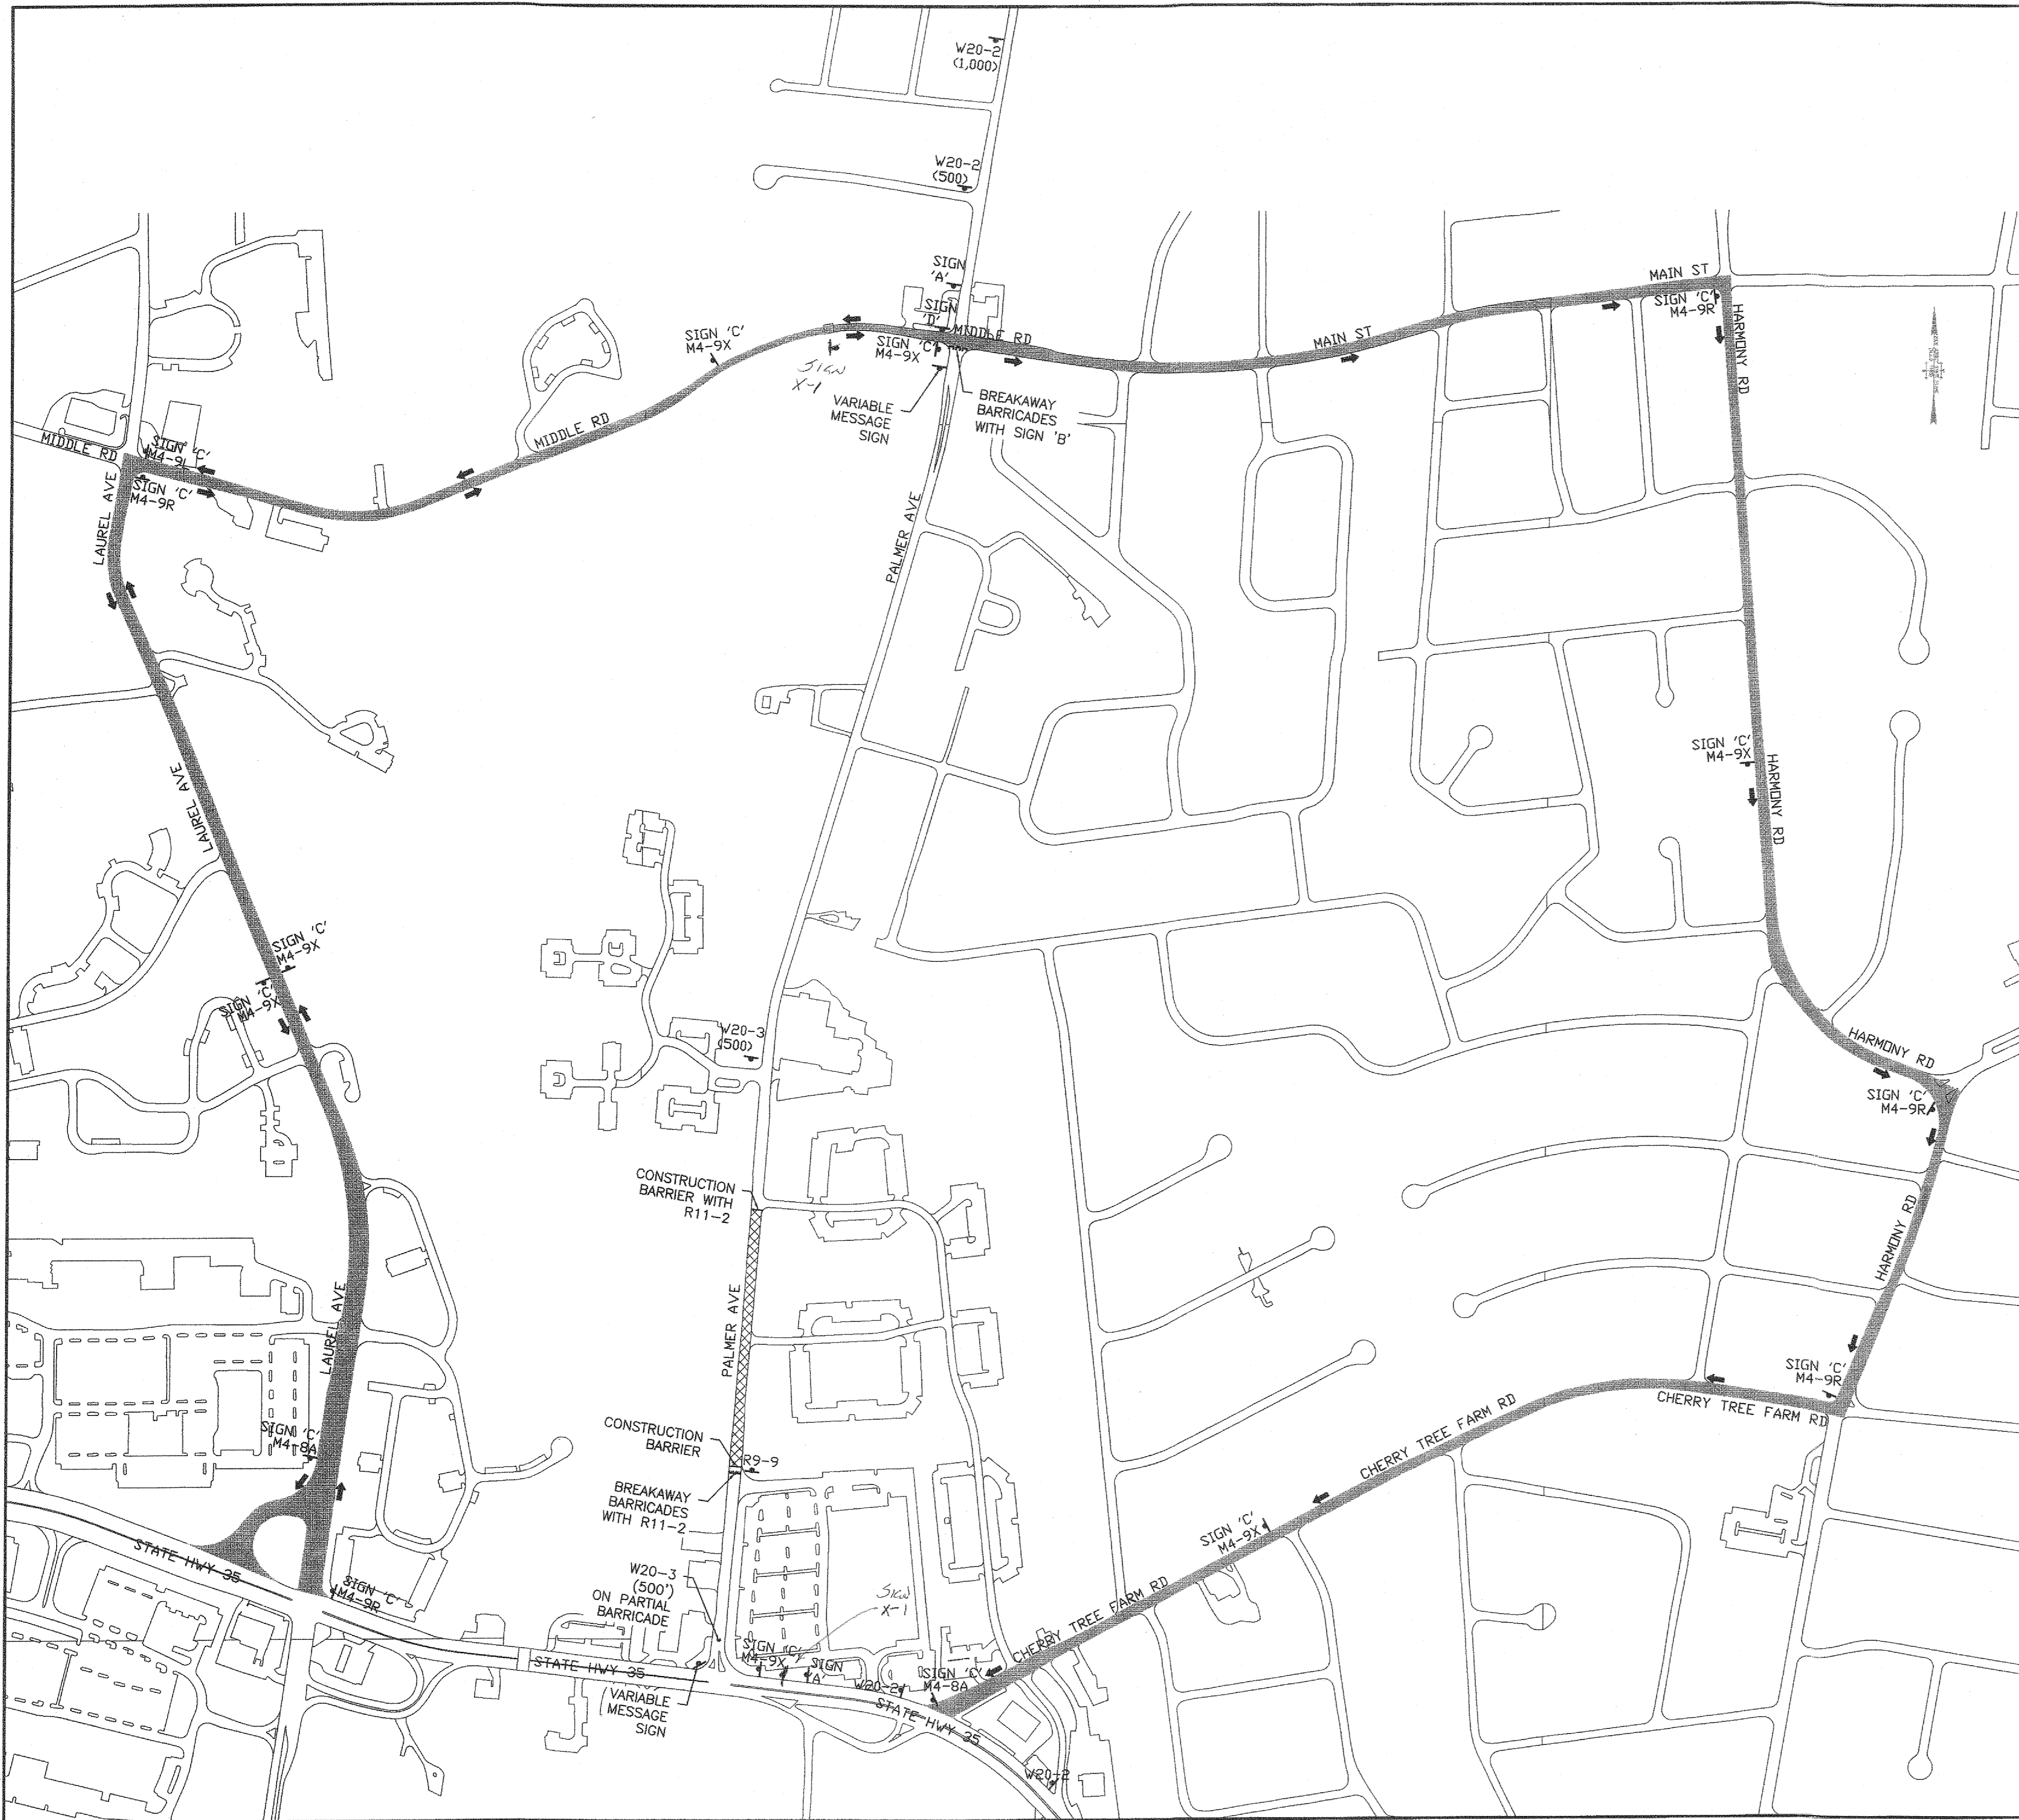 W20-2
(1,000)
W20-2
(500)
SIGN
'A'
SIGN
'D'
MIDDLE RD
SIGN 'C'
M4-9X
SIGN 'C'
M4-9X
SIGN
X-1
VARIABLE
MESSAGE
SIGN
BREAKAWAY
BARRICADES
WITH SIGN 'B'
MAIN ST
MAIN ST
SIGN 'C'
M4-9R
HARMONY RD
MIDDLE RD
SIGN 'C'
M4-9L
SIGN 'C'
M4-9R
MIDDLE RD
LAUREL AVE
PALMER AVE
LAUREL AVE
SIGN 'C'
M4-9X
HARMONY RD
SIGN 'C'
M4-9X
SIGN 'C'
M4-9X
W20-3
(500)
HARMONY RD
SIGN 'C'
M4-9R
CONSTRUCTION
BARRIER WITH
R11-2
HARMONY RD
PALMER AVE
LAUREL AVE
SIGN 'C'
M4-9R
CHERRY TREE FARM RD
CHERRY TREE FARM RD
SIGN 'C'
M4-8A
CONSTRUCTION
BARRIER
R9-9
BREAKAWAY
BARRICADES
WITH R11-2
SIGN 'C'
M4-9X
STATE HWY 35
SIGN 'C'
M4-9R
W20-3
(500')
ON PARTIAL
BARRICADE
SIGN
X-1
CHERRY TREE FARM RD
STATE HWY 35
SIGN 'C'
M4-9X
SIGN
'A'
W20-2
SIGN 'C'
M4-8A
STATE HWY 35
VARIABLE
MESSAGE
SIGN
W20-2